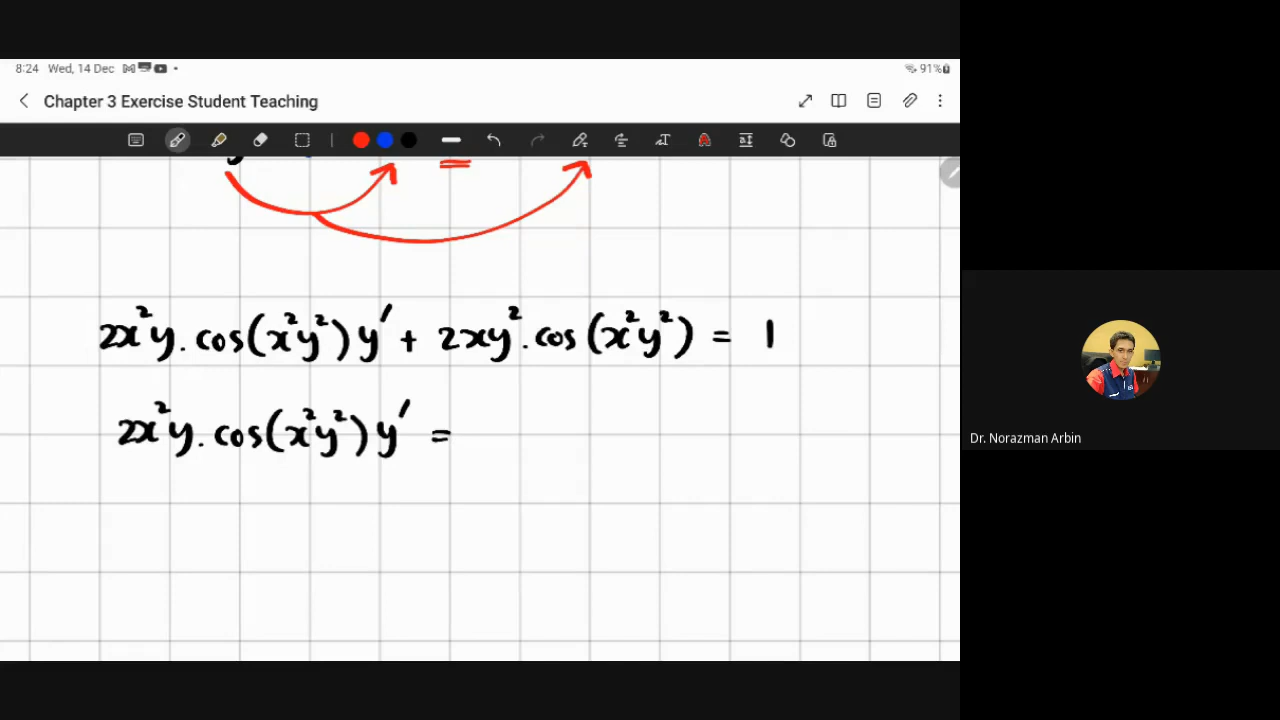 8:24 Wed, 14 Dec
91%
Chapter 3 Exercise Student Teaching
2x²y.cos(x²y²)y′ + 2xy².cos(x²y²) = 1
2x²y.cos(x²y²)y′ =
Dr. Norazman Arbin